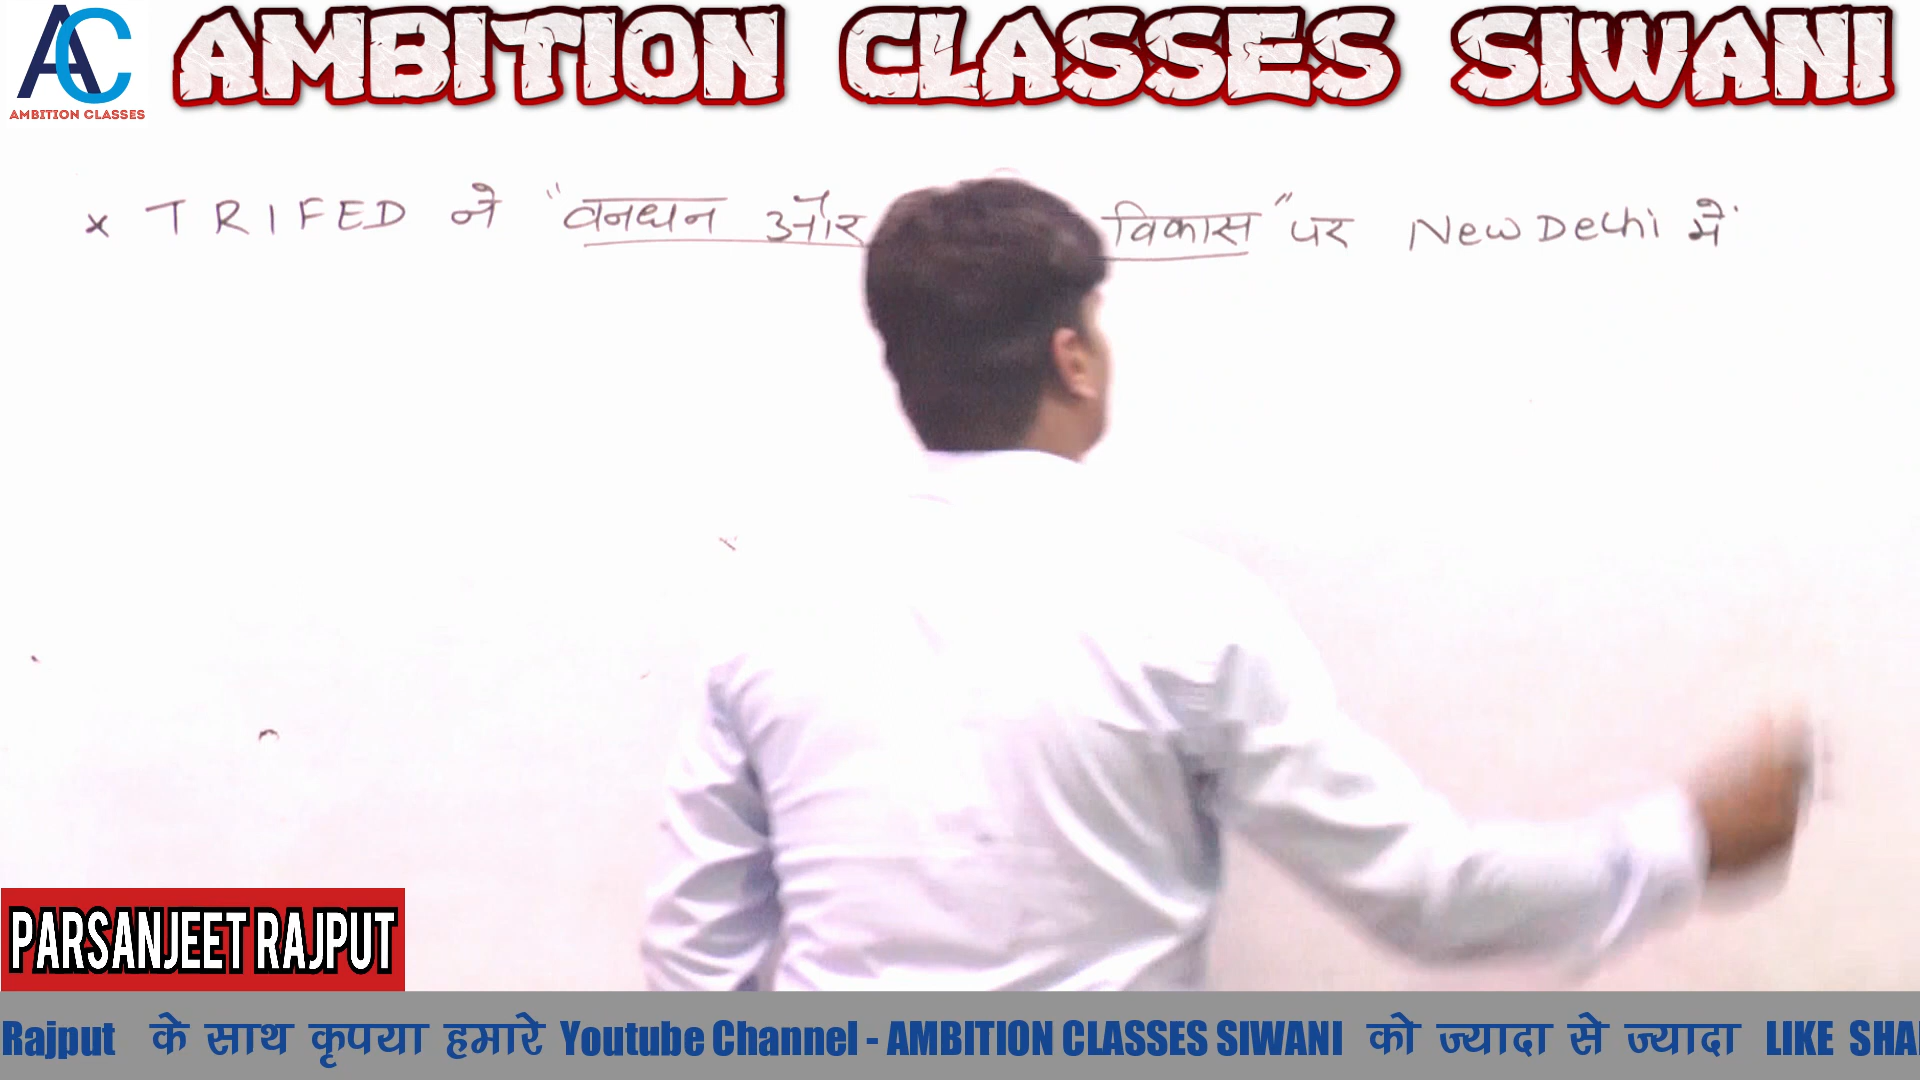 AC AMBITION CLASSES SIWANI
AMBITION CLASSES
x TRIFED ने "वनधन और विकास" पर New Delhi में
PARSANJEET RAJPUT
Rajput के साथ कृपया हमारे Youtube Channel - AMBITION CLASSES SIWANI को ज्यादा से ज्यादा LIKE